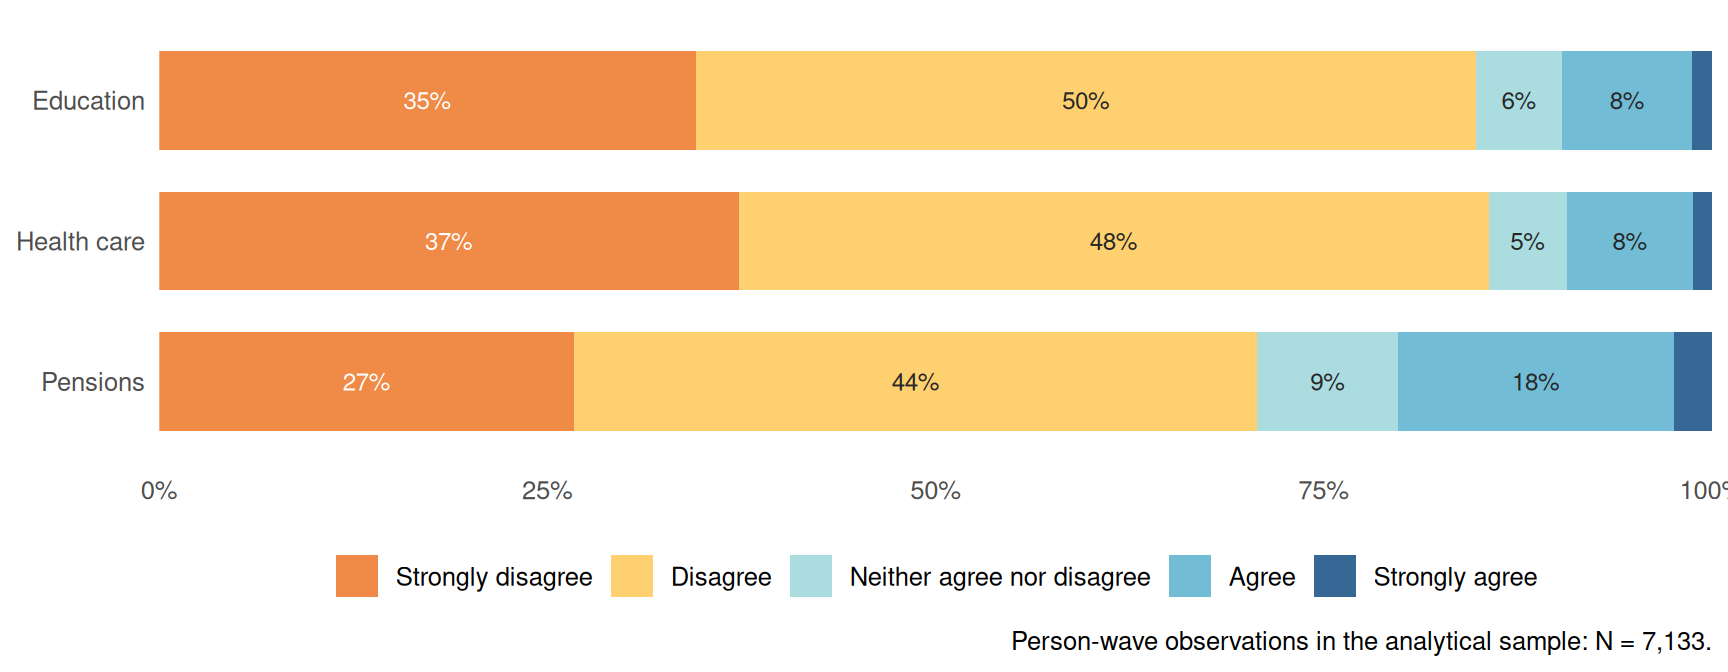 Education 35% 50% 6% 8%
Health care 37% 48% 5% 8%
Pensions 27% 44% 9% 18%
0% 25% 50% 75% 100%
Strongly disagree Disagree Neither agree nor disagree Agree Strongly agree
Person-wave observations in the analytical sample: N = 7,133.